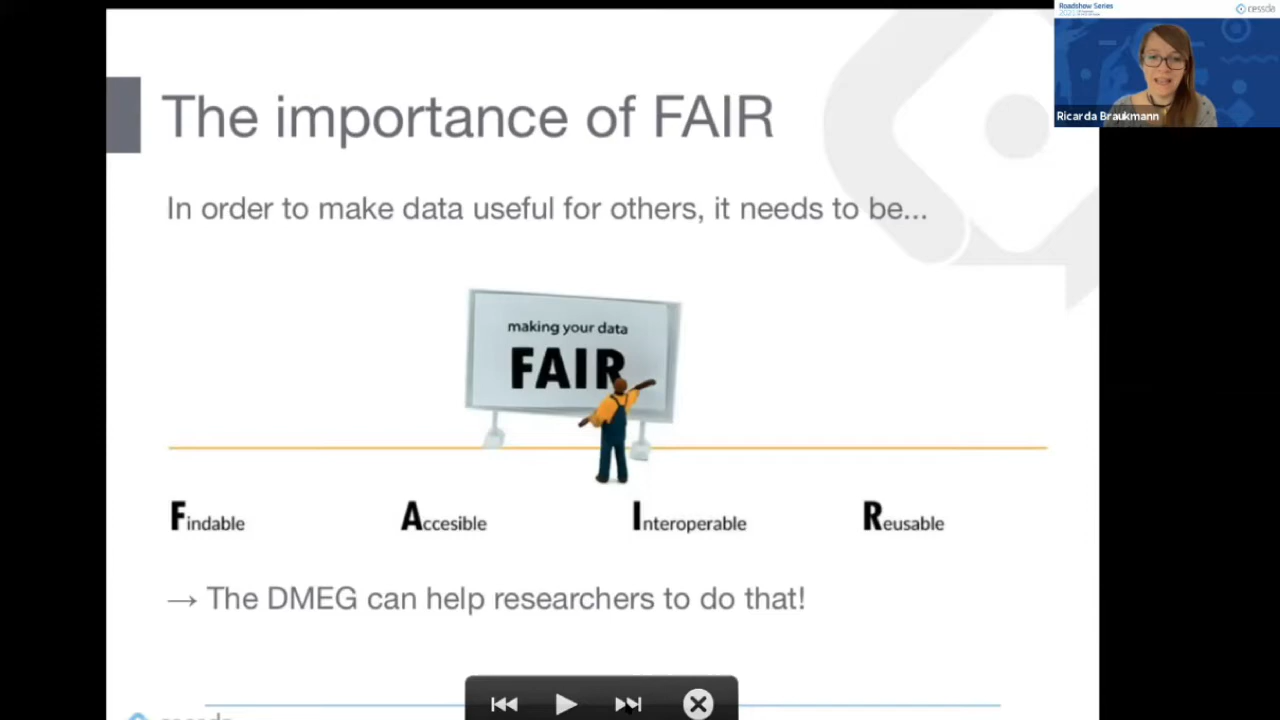 The importance of FAIR
In order to make data useful for others, it needs to be...
making your data
FAIR
Findable
Accesible
Interoperable
Reusable
→ The DMEG can help researchers to do that!
Roadshow Series
cessda
Ricarda Braukmann
cessda